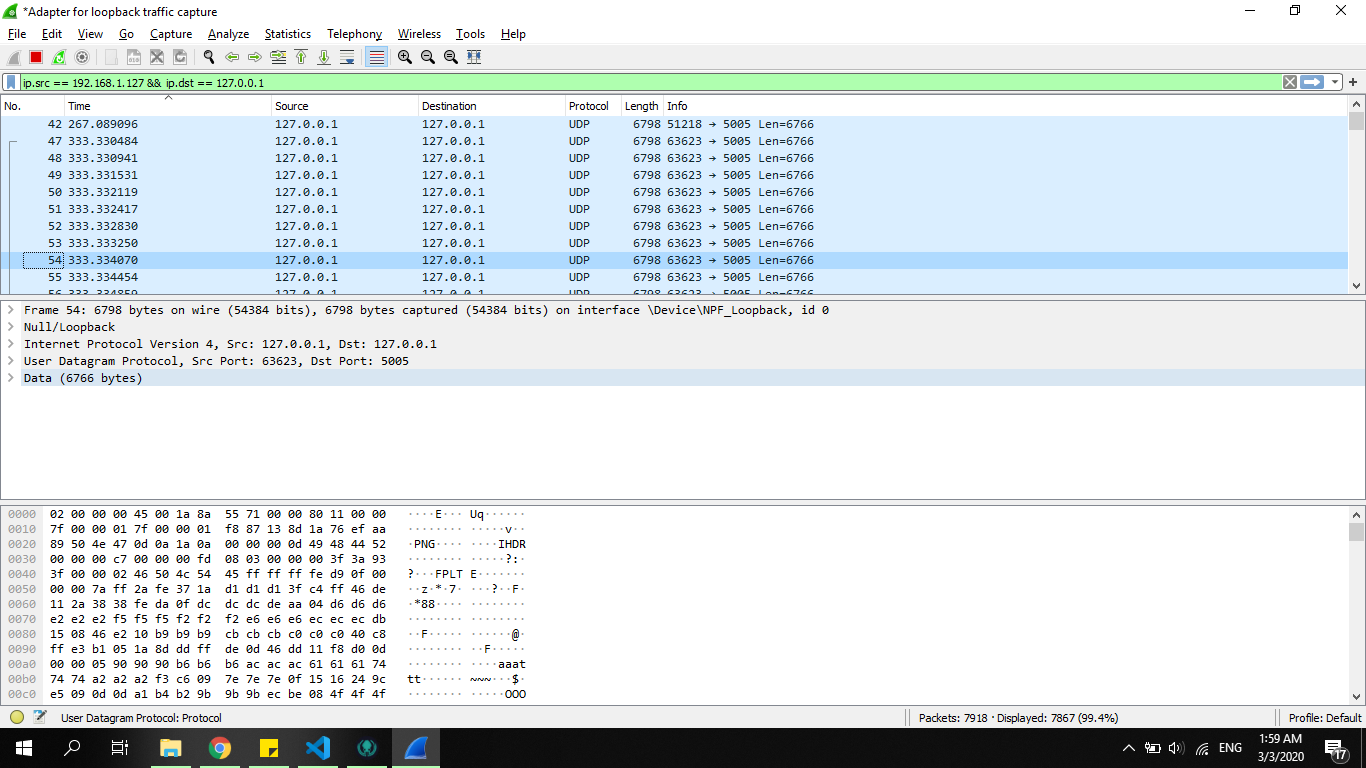 *Adapter for loopback traffic capture
File Edit View Go Capture Analyze Statistics Telephony Wireless Tools Help
ip.src == 192.168.1.127 && ip.dst == 127.0.0.1
No. Time Source Destination Protocol Length Info
42 267.089096 127.0.0.1 127.0.0.1 UDP 6798 51218 → 5005 Len=6766
47 333.330484 127.0.0.1 127.0.0.1 UDP 6798 63623 → 5005 Len=6766
48 333.330941 127.0.0.1 127.0.0.1 UDP 6798 63623 → 5005 Len=6766
49 333.331531 127.0.0.1 127.0.0.1 UDP 6798 63623 → 5005 Len=6766
50 333.332119 127.0.0.1 127.0.0.1 UDP 6798 63623 → 5005 Len=6766
51 333.332417 127.0.0.1 127.0.0.1 UDP 6798 63623 → 5005 Len=6766
52 333.332830 127.0.0.1 127.0.0.1 UDP 6798 63623 → 5005 Len=6766
53 333.333250 127.0.0.1 127.0.0.1 UDP 6798 63623 → 5005 Len=6766
54 333.334070 127.0.0.1 127.0.0.1 UDP 6798 63623 → 5005 Len=6766
55 333.334454 127.0.0.1 127.0.0.1 UDP 6798 63623 → 5005 Len=6766
56 333.334859 127.0.0.1 127.0.0.1 UDP 6798 63623 → 5005 Len=6766
Frame 54: 6798 bytes on wire (54384 bits), 6798 bytes captured (54384 bits) on interface \Device\NPF_Loopback, id 0
Null/Loopback
Internet Protocol Version 4, Src: 127.0.0.1, Dst: 127.0.0.1
User Datagram Protocol, Src Port: 63623, Dst Port: 5005
Data (6766 bytes)
0000 02 00 00 00 45 00 1a 8a 55 71 00 00 80 11 00 00 ····E··· Uq······
0010 7f 00 00 01 7f 00 00 01 f8 87 13 8d 1a 76 ef aa ········ ·····v··
0020 89 50 4e 47 0d 0a 1a 0a 00 00 00 0d 49 48 44 52 ·PNG···· ····IHDR
0030 00 00 00 c7 00 00 00 fd 08 03 00 00 00 3f 3a 93 ········ ·····?:·
0040 3f 00 00 02 46 50 4c 54 45 ff ff ff fe d9 0f 00 ?···FPLT E·······
0050 00 00 7a ff 2a fe 37 1a d1 d1 d1 3f c4 ff 46 de ··z·*·7· ···?··F·
0060 11 2a 38 38 fe da 0f dc dc dc de aa 04 d6 d6 d6 ·*88···· ········
0070 e2 e2 e2 f5 f5 f5 f2 f2 f2 e6 e6 e6 ec ec ec db ········ ········
0080 15 08 46 e2 10 b9 b9 b9 cb cb cb c0 c0 c0 40 c8 ··F····· ······@·
0090 ff e3 b1 05 1a 8d dd ff de 0d 46 dd 11 f8 d0 0d ········ ··F·····
00a0 00 00 05 90 90 90 b6 b6 b6 ac ac ac 61 61 61 74 ········ ····aaat
00b0 74 74 a2 a2 a2 f3 c6 09 7e 7e 7e 0f 15 16 24 9c tt······ ~~~···$·
00c0 e5 09 0d 0d a1 b4 b2 9b 9b 9b ec be 08 4f 4f 4f ········ ·····OOO
User Datagram Protocol: Protocol
Packets: 7918 · Displayed: 7867 (99.4%)
Profile: Default
ENG
1:59 AM
3/3/2020
17